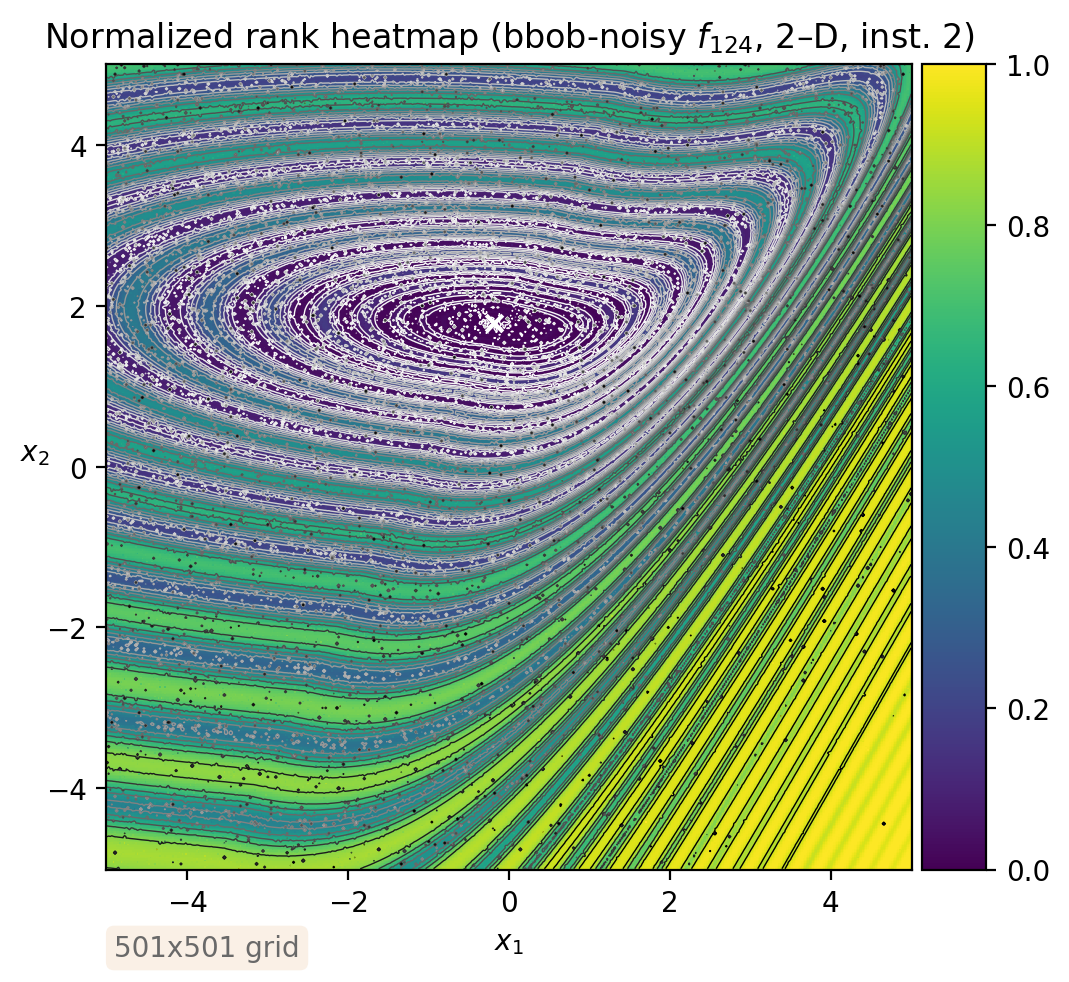 Normalized rank heatmap (bbob-noisy f₁₂₄, 2–D, inst. 2)
1.0
0.8
0.6
0.4
0.2
0.0
4
2
0
−2
−4
x₂
−4 −2 0 2 4
x₁
501x501 grid